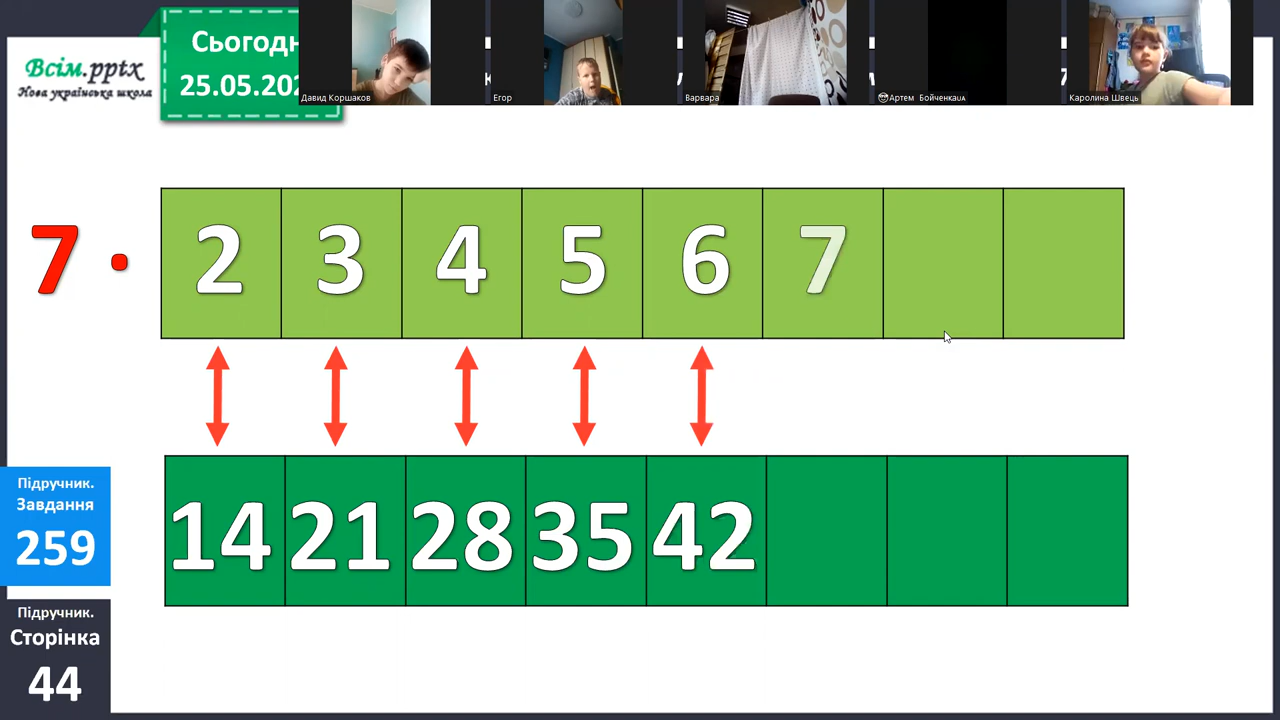 Всім.pptx
Нова українська школа
Сьогодн
25.05.202
Давид Коршаков
Егор
Варвара
Артем Бойченкаuᴀ
Каролина Швець
7 · 2 3 4 5 6 7
14 21 28 35 42
Підручник.
Завдання
259
Підручник.
Сторінка
44